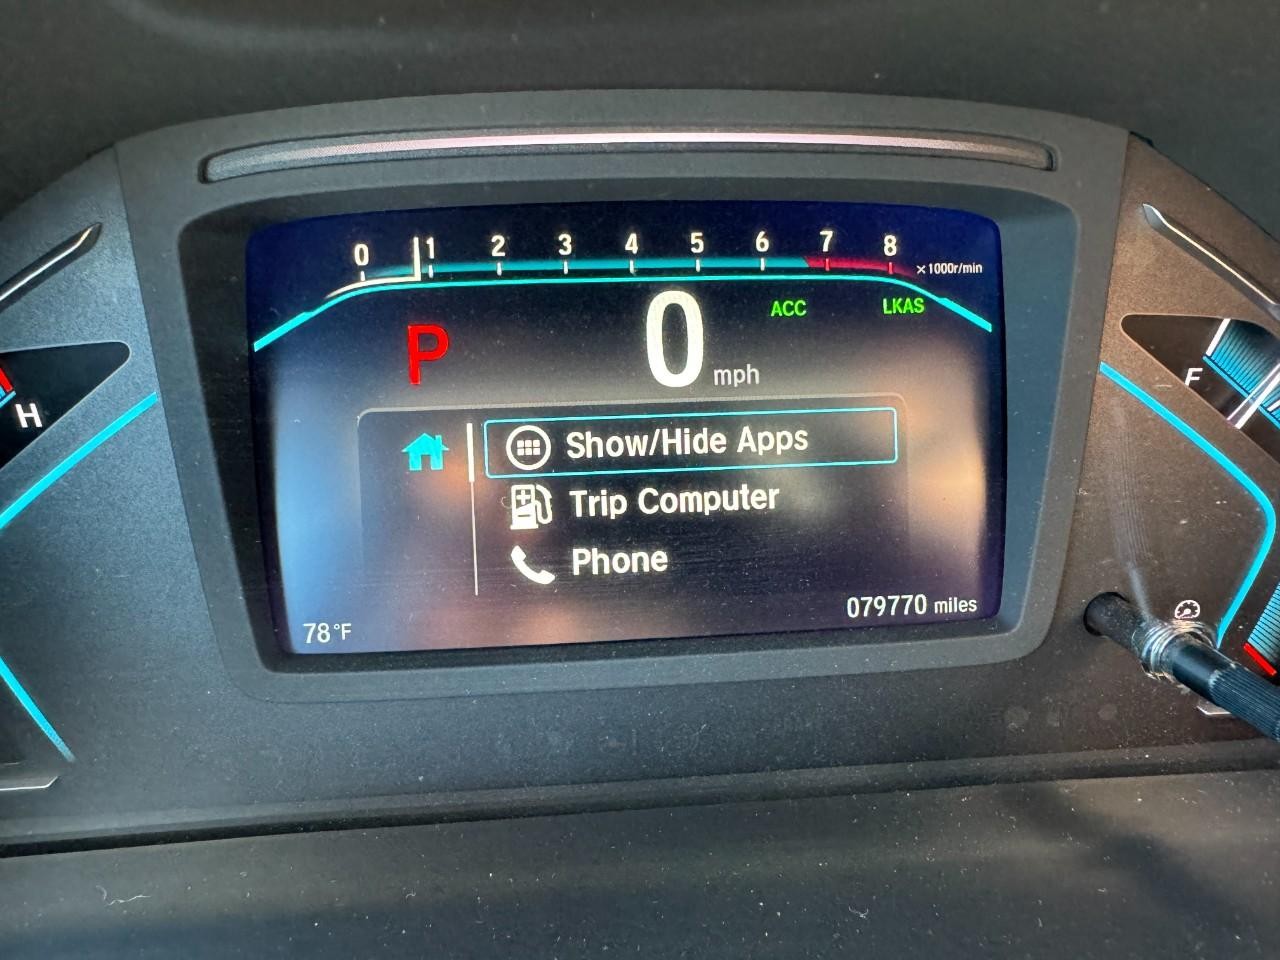 0 1 2 3 4 5 6 7 8
×1000r/min
ACC LKAS
P 0 mph
H
F
Show/Hide Apps
Trip Computer
Phone
079770 miles
78°F